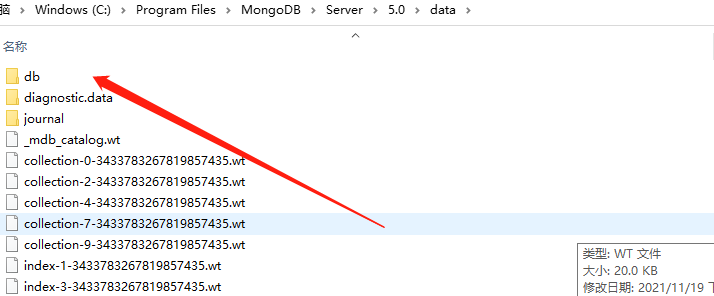 脑 > Windows (C:) > Program Files > MongoDB > Server > 5.0 > data >
名称
db
diagnostic.data
journal
_mdb_catalog.wt
collection-0-3433783267819857435.wt
collection-2-3433783267819857435.wt
collection-4-3433783267819857435.wt
collection-7-3433783267819857435.wt
collection-9-3433783267819857435.wt
index-1-3433783267819857435.wt
index-3-3433783267819857435.wt
类型: WT 文件
大小: 20.0 KB
修改日期: 2021/11/19 下